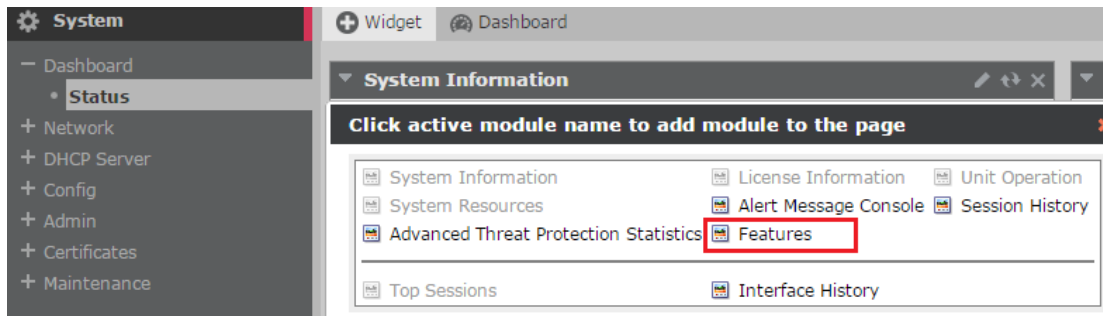 System
Dashboard
Status
Network
DHCP Server
Config
Admin
Certificates
Maintenance
Widget Dashboard
System Information
Click active module name to add module to the page
System Information License Information Unit Operation
System Resources Alert Message Console Session History
Advanced Threat Protection Statistics Features
Top Sessions Interface History